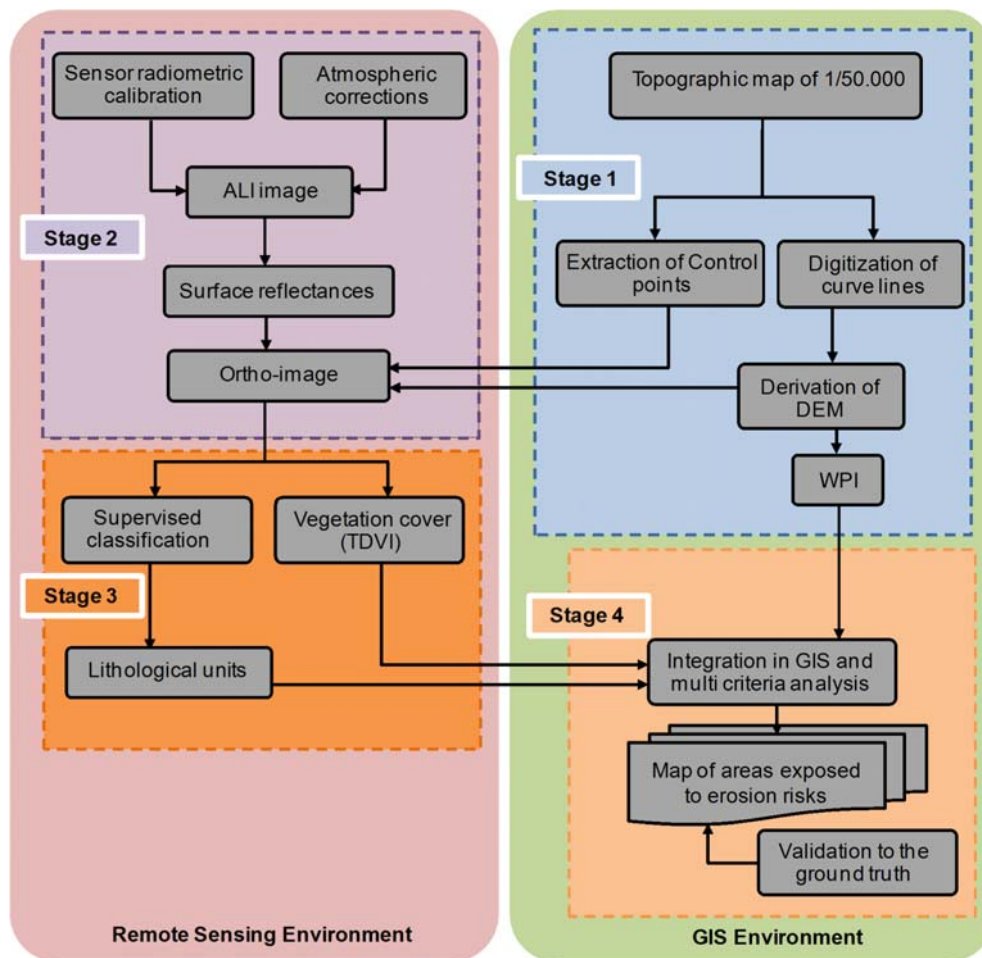 Sensor radiometric
calibration
Atmospheric
corrections
ALI image
Stage 2
Surface reflectances
Ortho-image
Supervised
classification
Vegetation cover
(TDVI)
Stage 3
Lithological units
Remote Sensing Environment
Topographic map of 1/50.000
Stage 1
Extraction of Control
points
Digitization of
curve lines
Derivation of
DEM
WPI
Stage 4
Integration in GIS and
multi criteria analysis
Map of areas exposed
to erosion risks
Validation to the
ground truth
GIS Environment